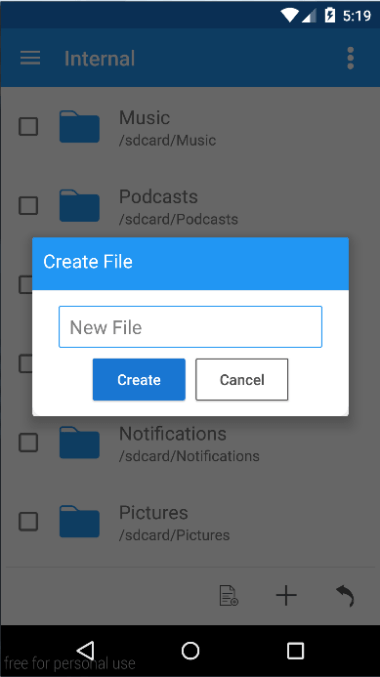 5:19
Internal
Music
/sdcard/Music
Podcasts
/sdcard/Podcasts
Create File
New File
Create
Cancel
Notifications
/sdcard/Notifications
Pictures
/sdcard/Pictures
free for personal use